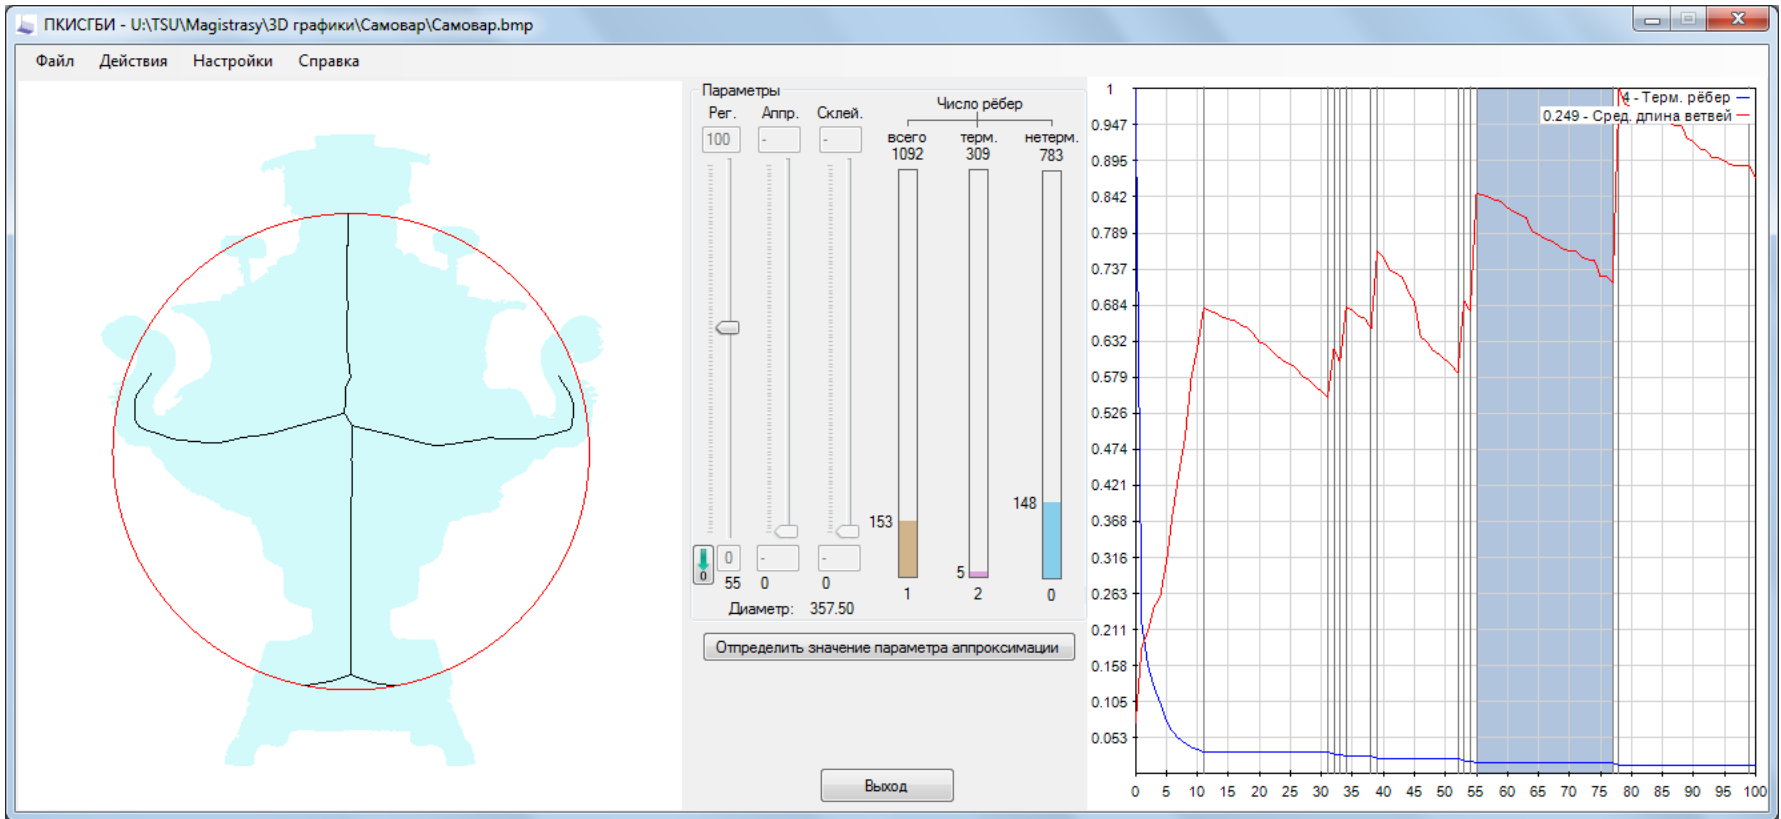 ПКИСГБИ - U:\TSU\Magistrasy\3D графики\Самовар\Самовар.bmp
Файл Действия Настройки Справка
Параметры
Рег. Аппр. Склей. Число рёбер
100 - - всего терм. нетерм.
1092 309 783
148
153
5
0 - -
0 55 0 0 1 2 0
Диаметр: 357.50
Отпределить значение параметра аппроксимации
Выход
1
4 - Терм. рёбер
0.249 - Сред. длина ветвей
0.947
0.895
0.842
0.789
0.737
0.684
0.632
0.579
0.526
0.474
0.421
0.368
0.316
0.263
0.211
0.158
0.105
0.053
0 5 10 15 20 25 30 35 40 45 50 55 60 65 70 75 80 85 90 95 100